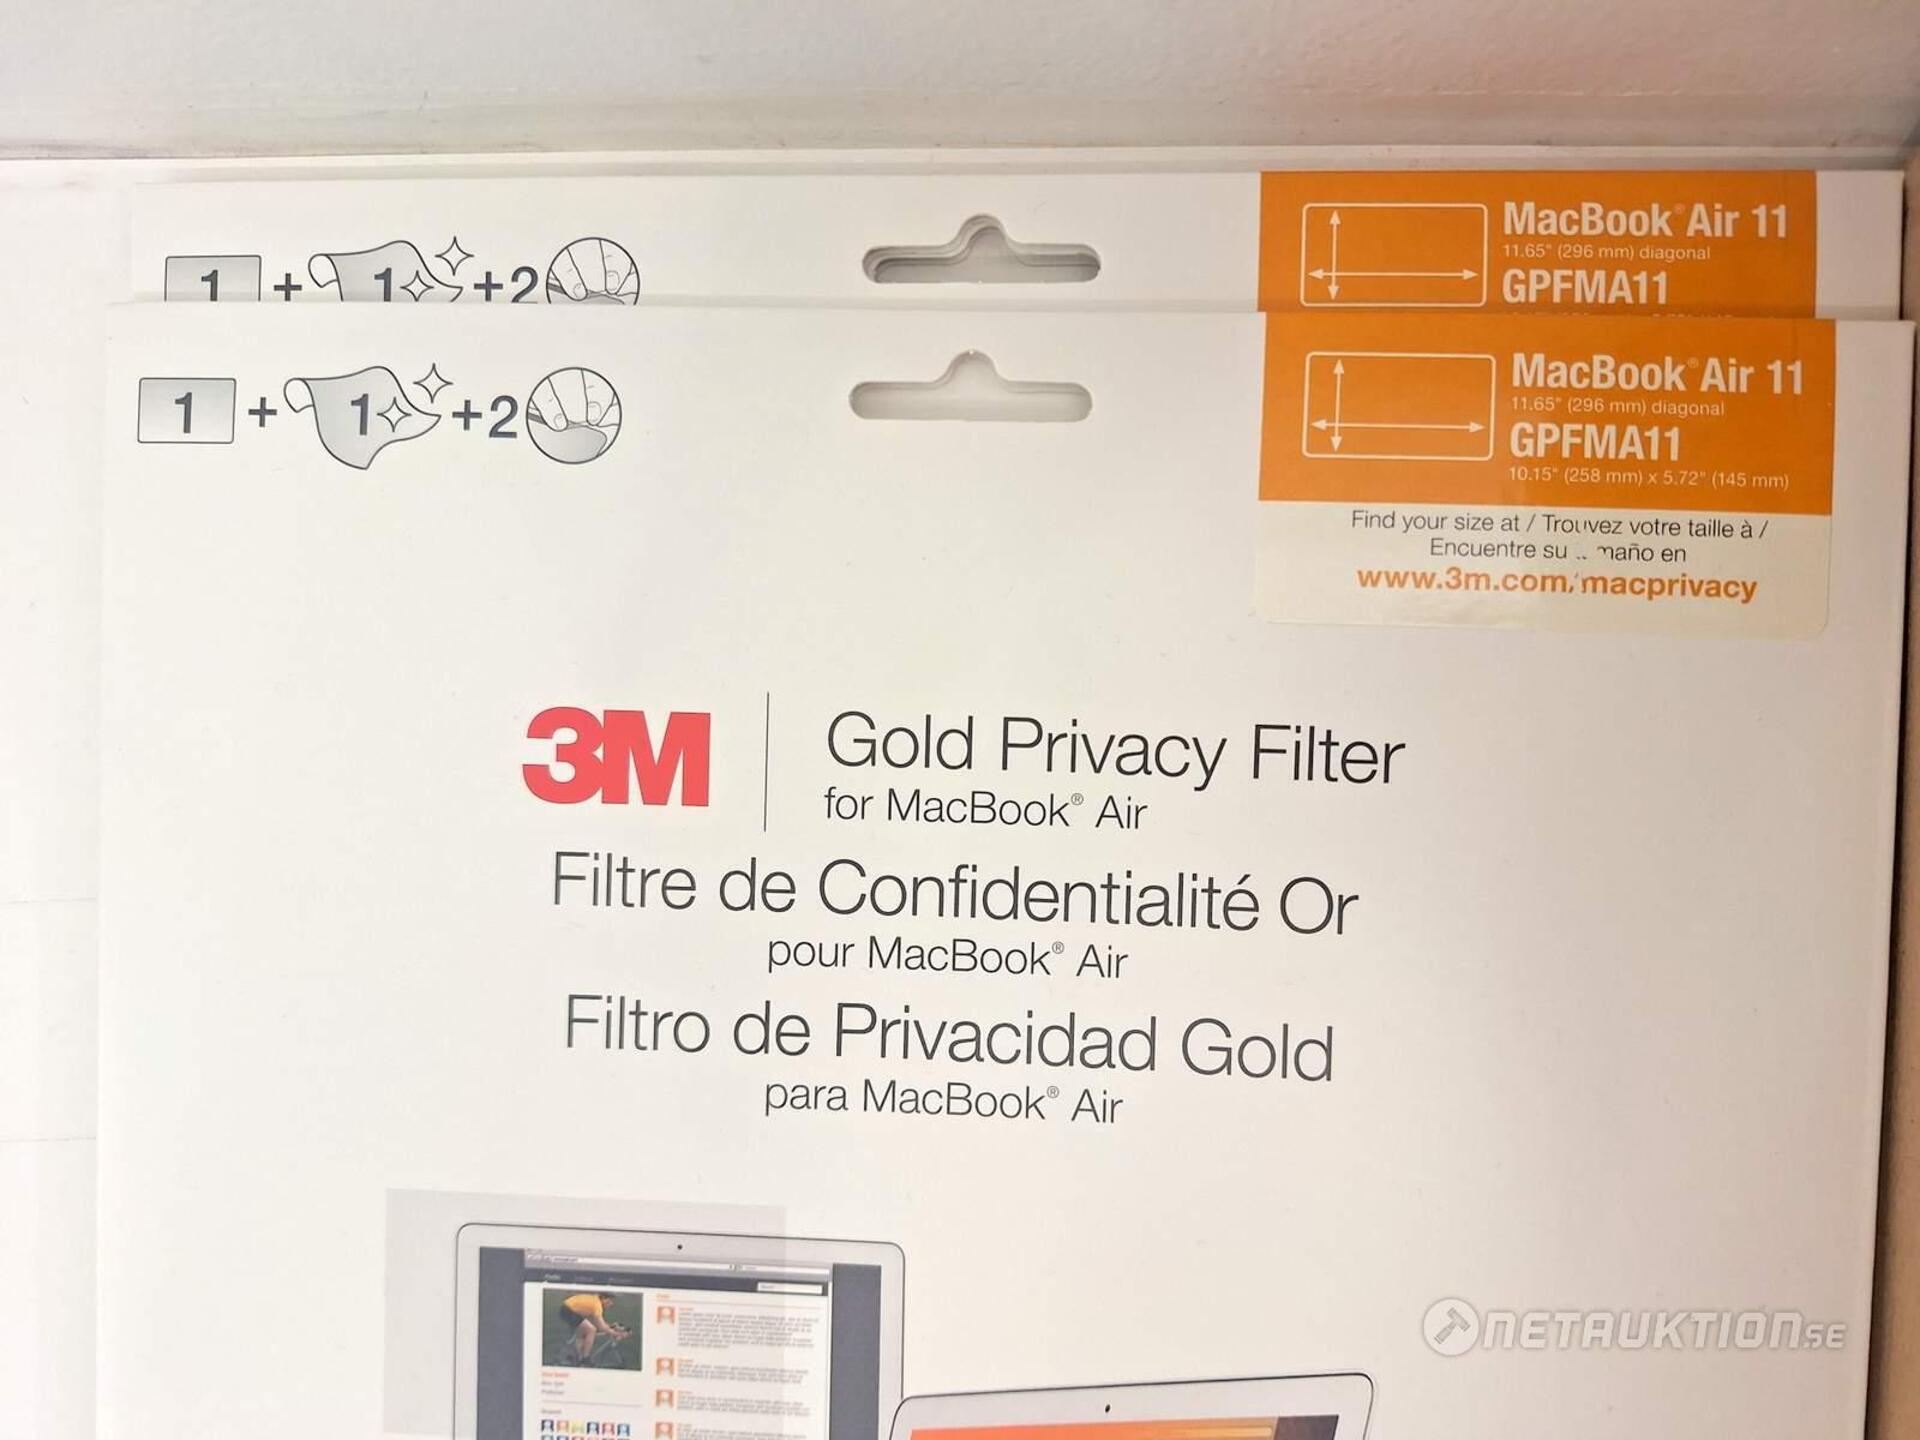 1 + 1 + 2
MacBook® Air 11
11.65" (296 mm) diagonal
GPFMA11
1 + 1 + 2
MacBook® Air 11
11.65" (296 mm) diagonal
GPFMA11
10.15" (258 mm) x 5.72" (145 mm)
Find your size at / Trouvez votre taille à /
Encuentre su maño en
www.3m.com/macprivacy
3M
Gold Privacy Filter
for MacBook® Air
Filtre de Confidentialité Or
pour MacBook® Air
Filtro de Privacidad Gold
para MacBook® Air
NETAUKTION.SE